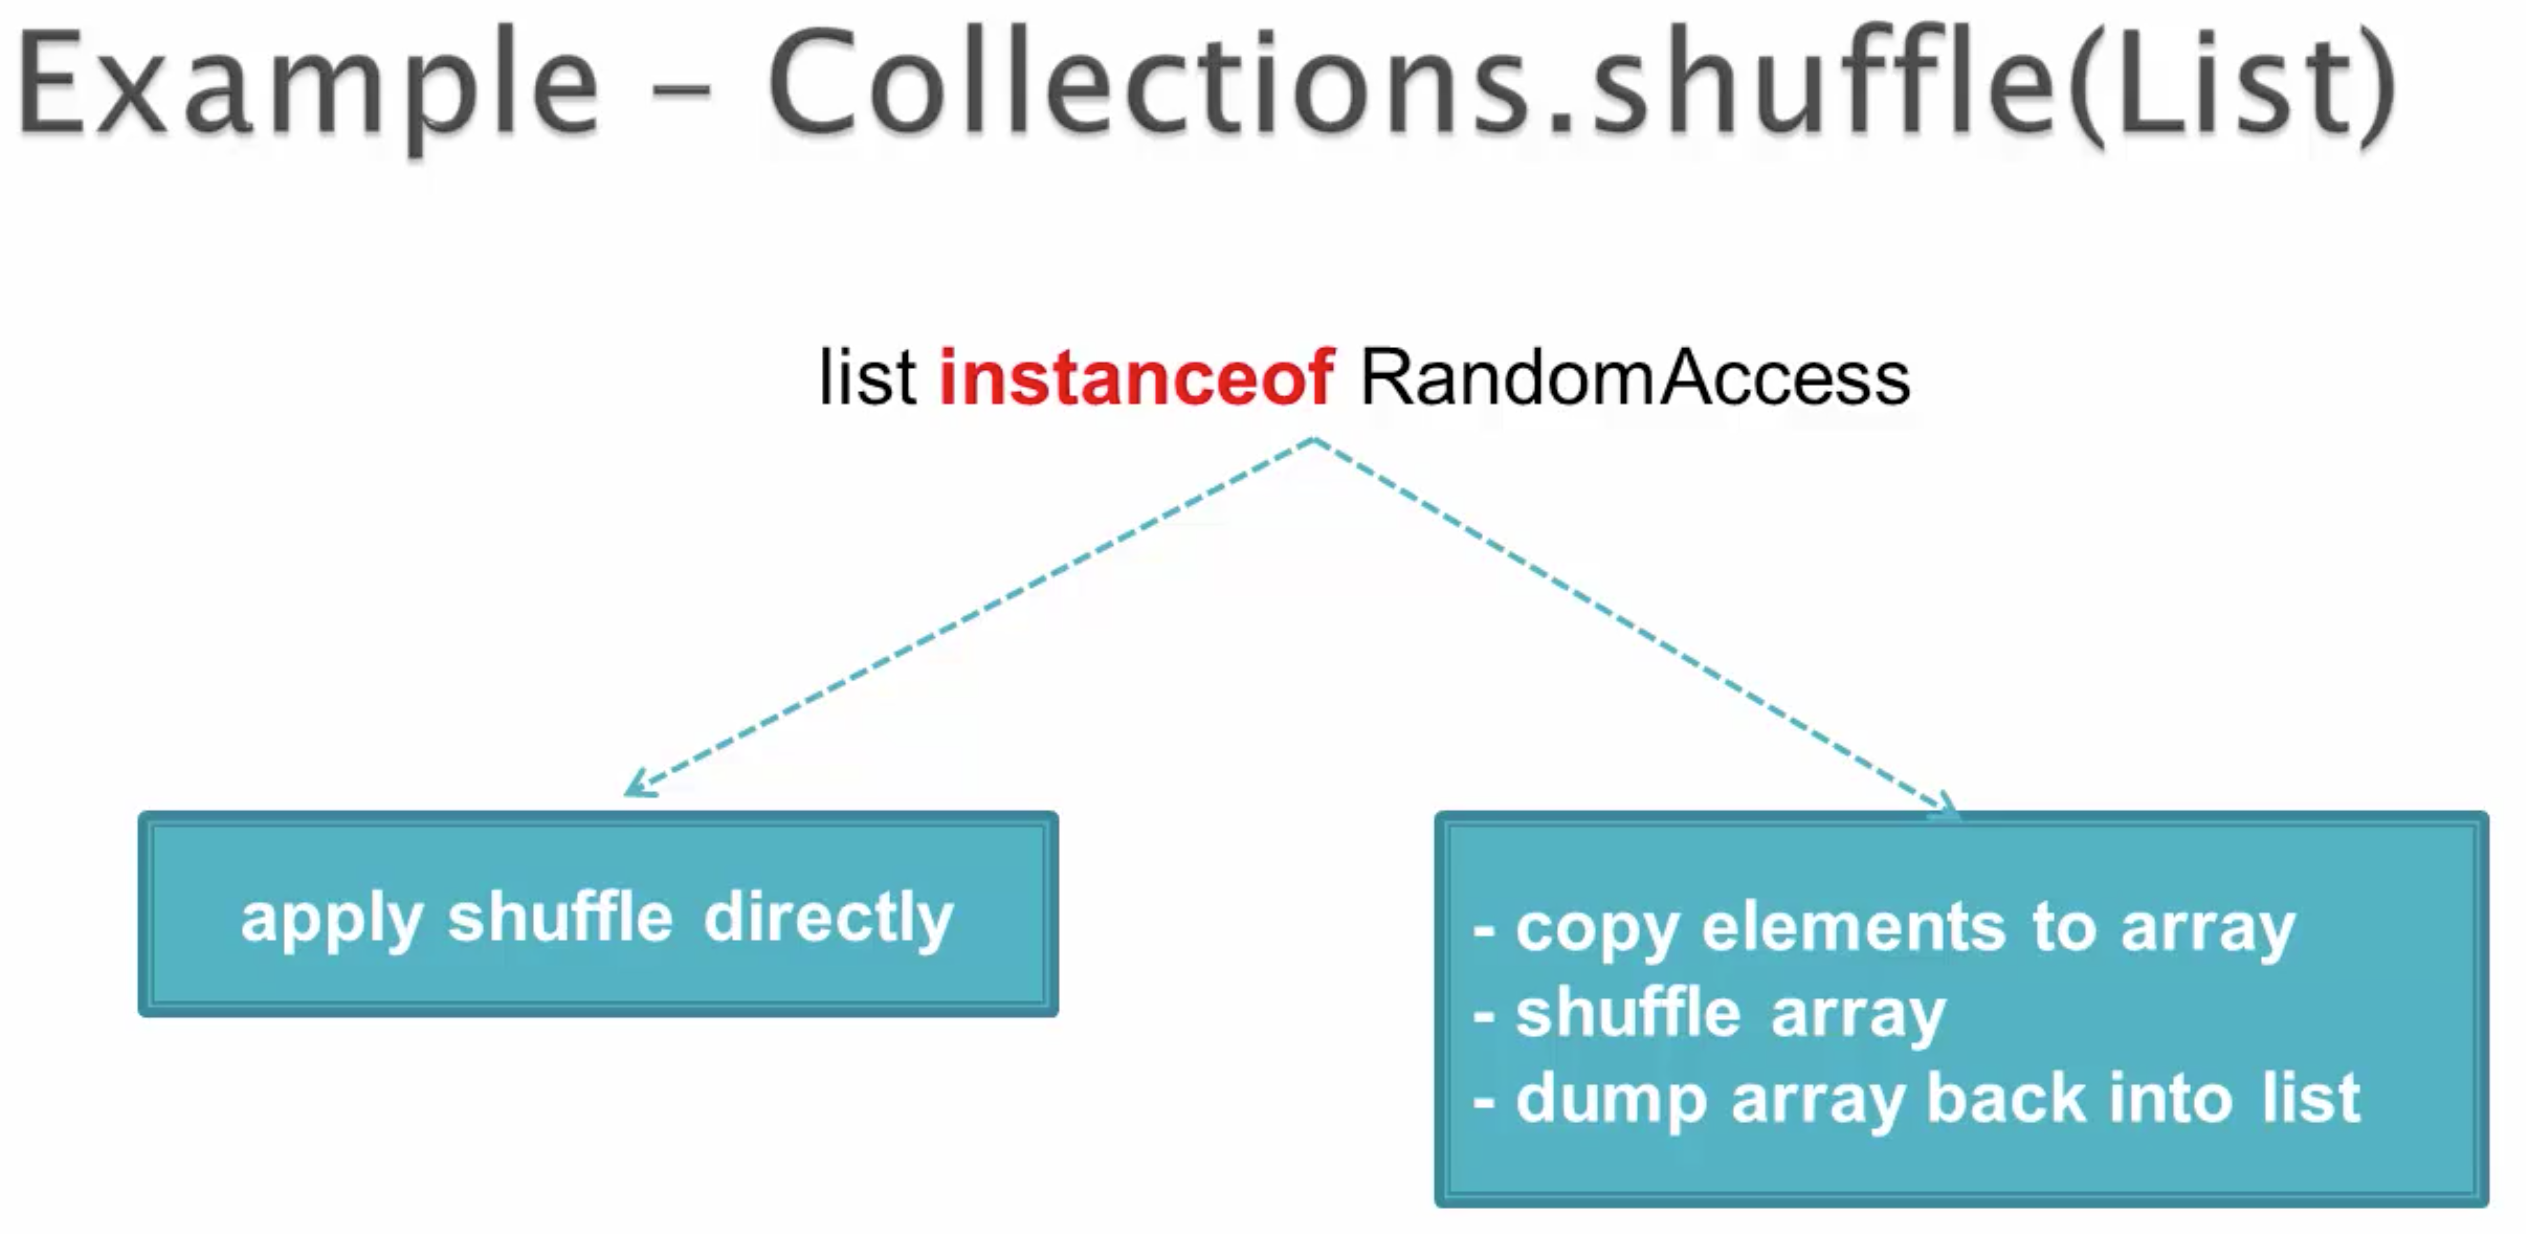 Example – Collections.shuffle(List)
list instanceof RandomAccess
apply shuffle directly
- copy elements to array
- shuffle array
- dump array back into list